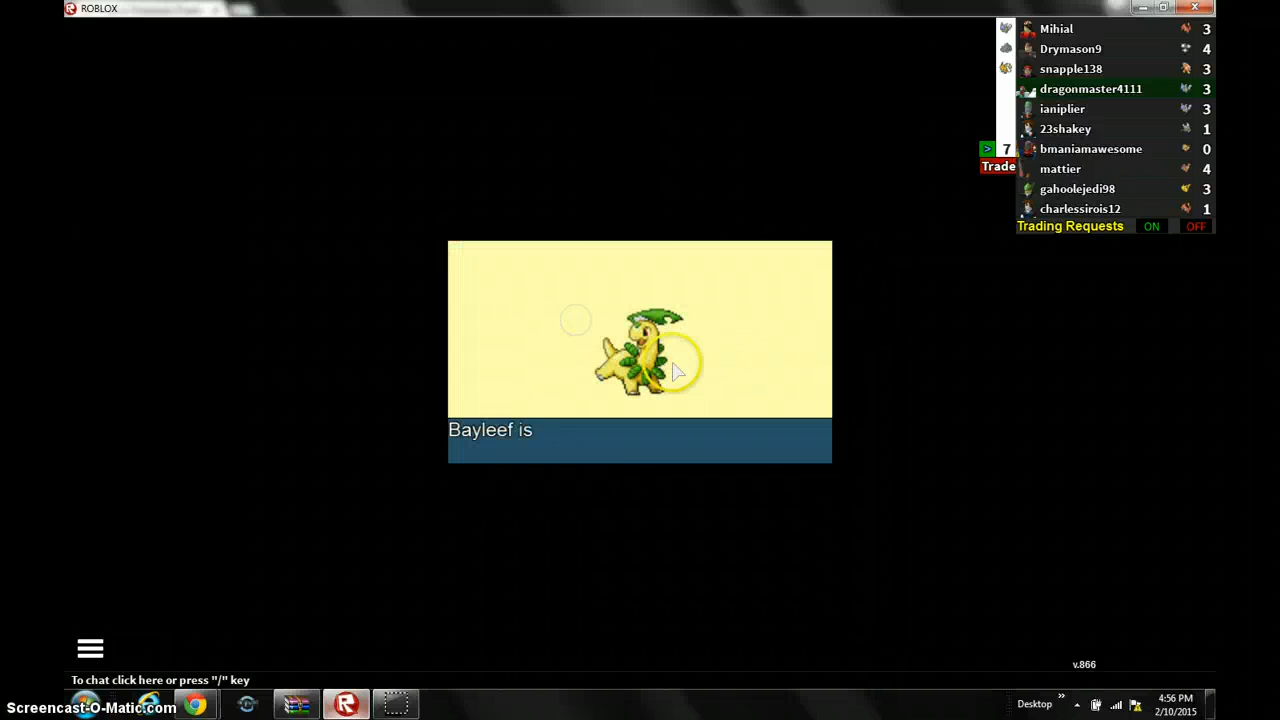 ROBLOX
Mihial 3
Drymason9 4
snapple138 3
dragonmaster4111 3
ianiplier 3
23shakey 1
> 7 bmaniamawesome 0
Trade mattier 4
gahoolejedi98 3
charlessirois12 1
Trading Requests ON OFF
Bayleef is
v.866
To chat click here or press "/" key
Screencast-O-Matic.com
Desktop »
4:56 PM
2/10/2015